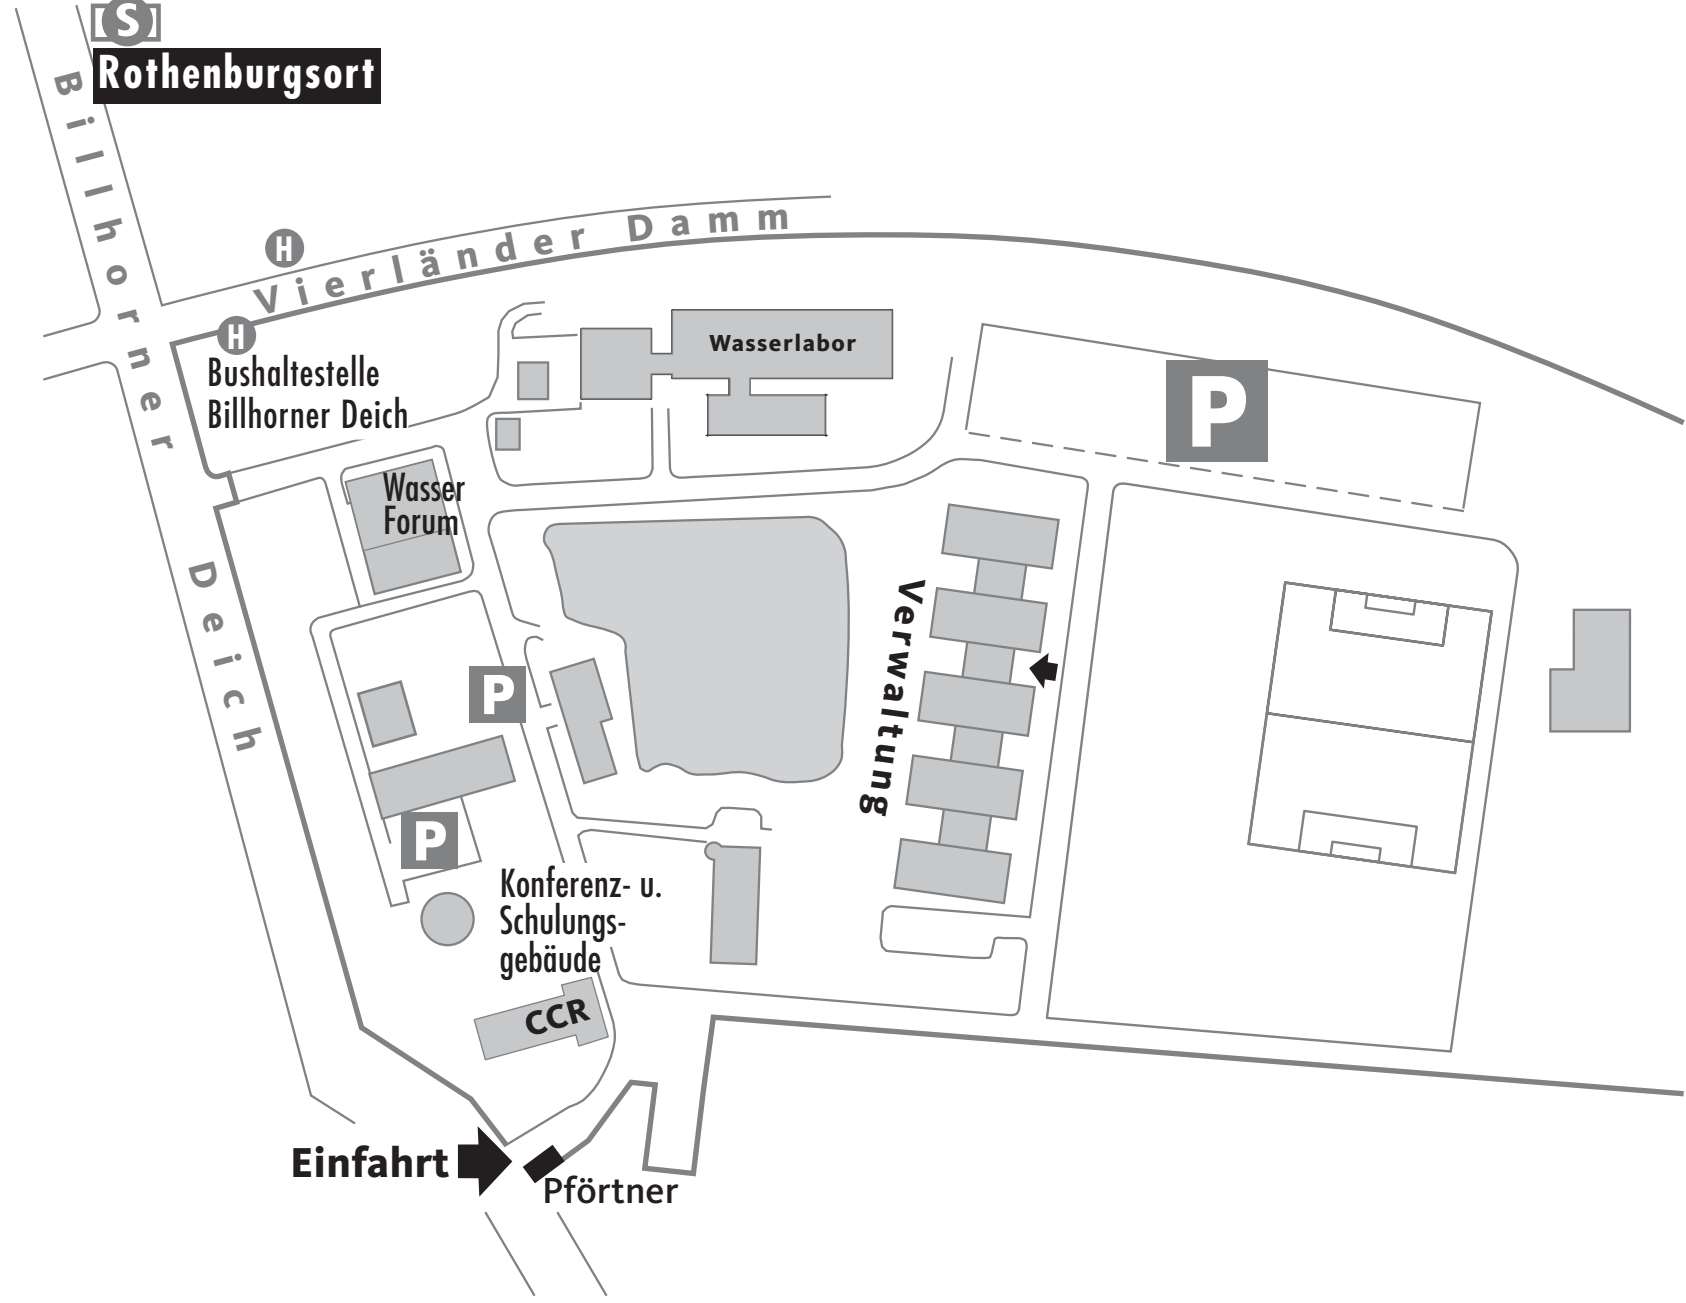 S
Rothenburgsort
Billhorner Deich
H
Vierländer Damm
H
Bushaltestelle
Billhorner Deich
Wasserlabor
P
Wasser
Forum
Verwaltung
P
P
Konferenz- u.
Schulungs-
gebäude
CCR
Einfahrt
Pförtner